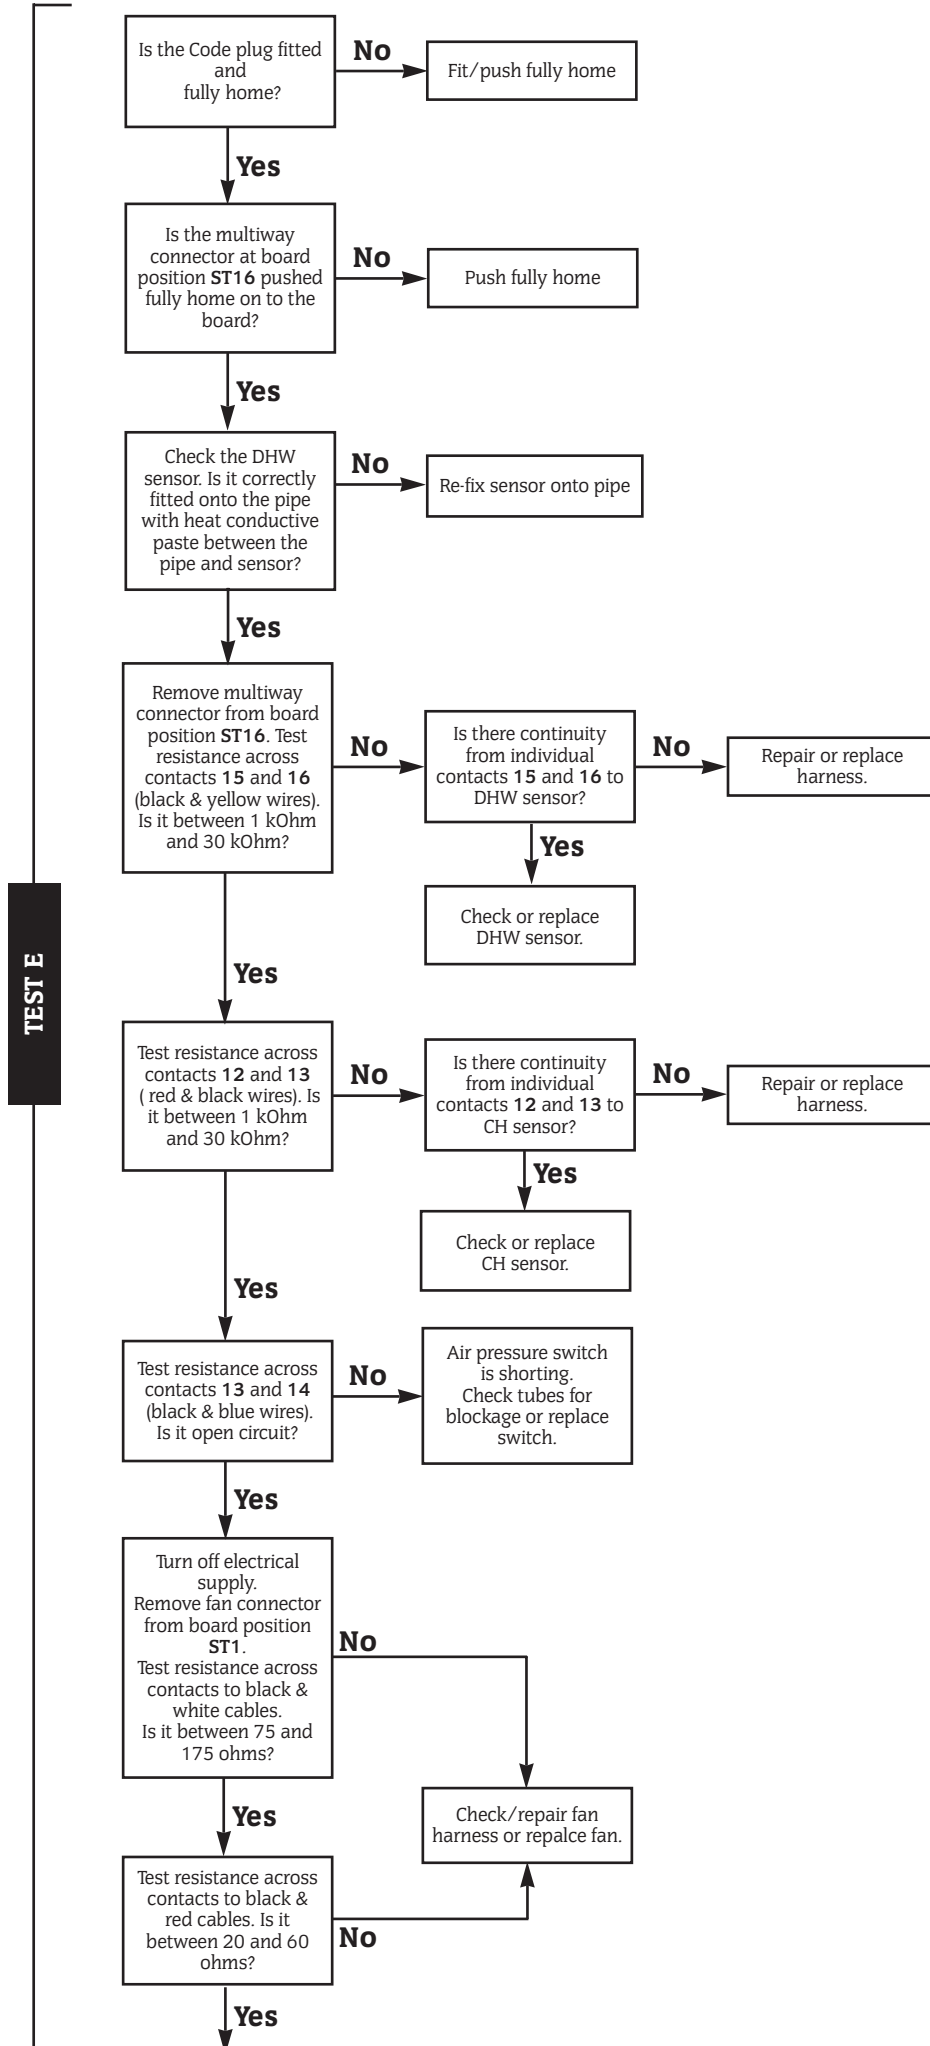 Is the Code plug fitted
and
fully home?
No
Fit/push fully home
Yes
Is the multiway
connector at board
position ST16 pushed
fully home on to the
board?
No
Push fully home
Yes
Check the DHW
sensor. Is it correctly
fitted onto the pipe
with heat conductive
paste between the
pipe and sensor?
No
Re-fix sensor onto pipe
Yes
Remove multiway
connector from board
position ST16. Test
resistance across
contacts 15 and 16
(black & yellow wires).
Is it between 1 kOhm
and 30 kOhm?
No
Is there continuity
from individual
contacts 15 and 16 to
DHW sensor?
No
Repair or replace
harness.
Yes
Check or replace
DHW sensor.
Yes
TEST E
Test resistance across
contacts 12 and 13
( red & black wires). Is
it between 1 kOhm
and 30 kOhm?
No
Is there continuity
from individual
contacts 12 and 13 to
CH sensor?
No
Repair or replace
harness.
Yes
Check or replace
CH sensor.
Yes
Test resistance across
contacts 13 and 14
(black & blue wires).
Is it open circuit?
No
Air pressure switch
is shorting.
Check tubes for
blockage or replace
switch.
Yes
Turn off electrical
supply.
Remove fan connector
from board position
ST1.
Test resistance across
contacts to black &
white cables.
Is it between 75 and
175 ohms?
No
Yes
Check/repair fan
harness or repalce fan.
Test resistance across
contacts to black &
red cables. Is it
between 20 and 60
ohms?
No
Yes